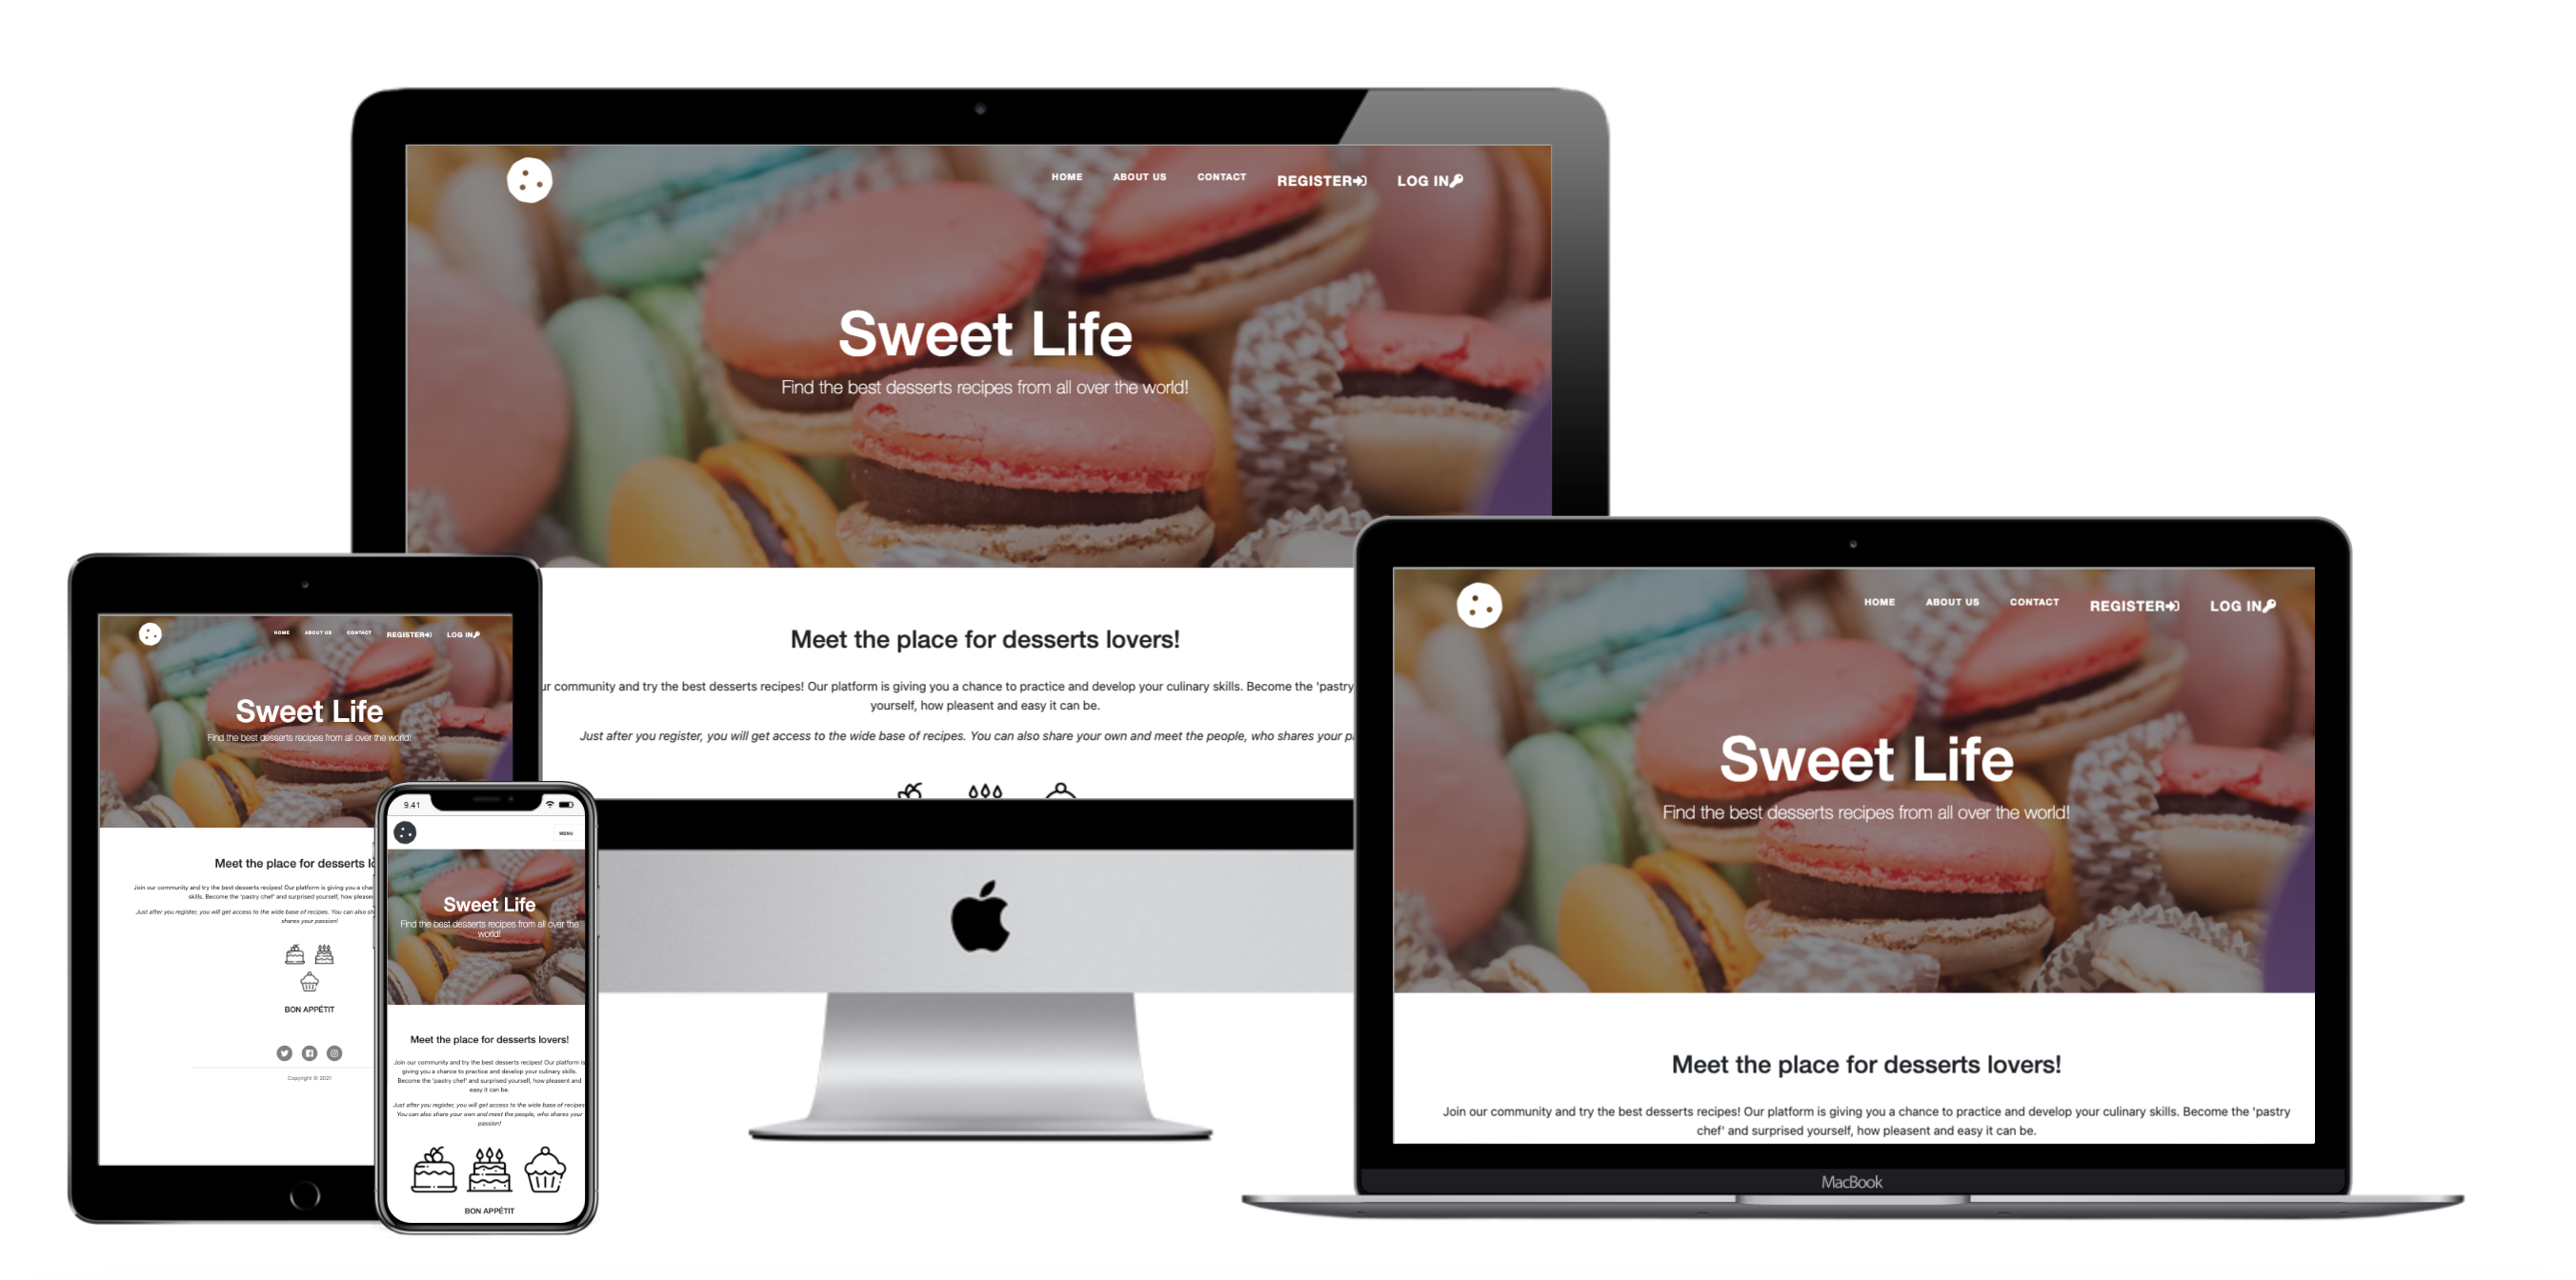 HOME ABOUT US CONTACT REGISTER LOG IN
Sweet Life
Find the best desserts recipes from all over the world!
Meet the place for desserts lovers!
community and try the best desserts recipes! Our platform is giving you a chance to practice and develop your culinary skills. Become the 'pastry
yourself, how pleasent and easy it can be.
Just after you register, you will get access to the wide base of recipes. You can also share your own and meet the people, who shares your
HOME ABOUT US CONTACT REGISTER LOG IN
Sweet Life
Find the best desserts recipes from all over the world!
Meet the place for desserts
Join our community and try the best desserts recipes! Our platform is giving you a
skills. Become the 'pastry chef' and surprised yourself, how
Just after you register, you will get access to the wide base of recipes. You can also
shares your passion!
BON APPÉTIT
Copyright © 2021
9.41
MENU
Sweet Life
Find the best desserts recipes from all over the
world!
Meet the place for desserts lovers!
Join our community and try the best desserts recipes! Our platform is
giving you a chance to practice and develop your culinary skills.
Become the 'pastry chef' and surprised yourself, how pleasent and
easy it can be.
Just after you register, you will get access to the wide base of recipes.
You can also share your own and meet the people, who shares your
passion!
BON APPÉTIT
HOME ABOUT US CONTACT REGISTER LOG IN
Sweet Life
Find the best desserts recipes from all over the world!
Meet the place for desserts lovers!
Join our community and try the best desserts recipes! Our platform is giving you a chance to practice and develop your culinary skills. Become the 'pastry
chef' and surprised yourself, how pleasent and easy it can be.
MacBook